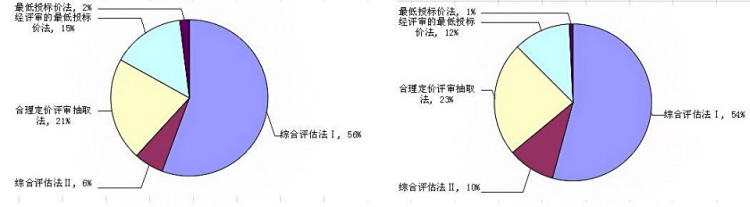 最低投标价法, 2%
经评审的最低投标
价法, 15%
合理定价评审抽取
法, 21%
综合评估法Ⅱ, 6%
综合评估法Ⅰ, 56%
最低投标价法, 1%
经评审的最低投标
价法, 12%
合理定价评审抽取
法, 23%
综合评估法Ⅱ, 10%
综合评估法Ⅰ, 54%